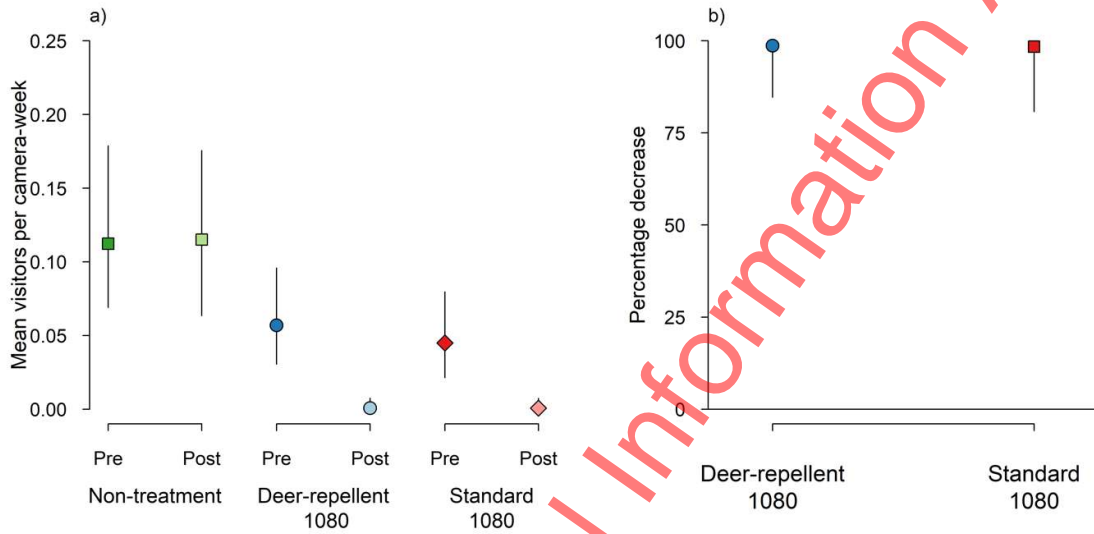 a)
Mean visitors per camera-week
0.25
0.20
0.15
0.10
0.05
0.00
Pre Post Pre Post Pre Post
Non-treatment Deer-repellent Standard
1080 1080
b)
Percentage decrease
100
75
50
25
0
Deer-repellent Standard
1080 1080
Information